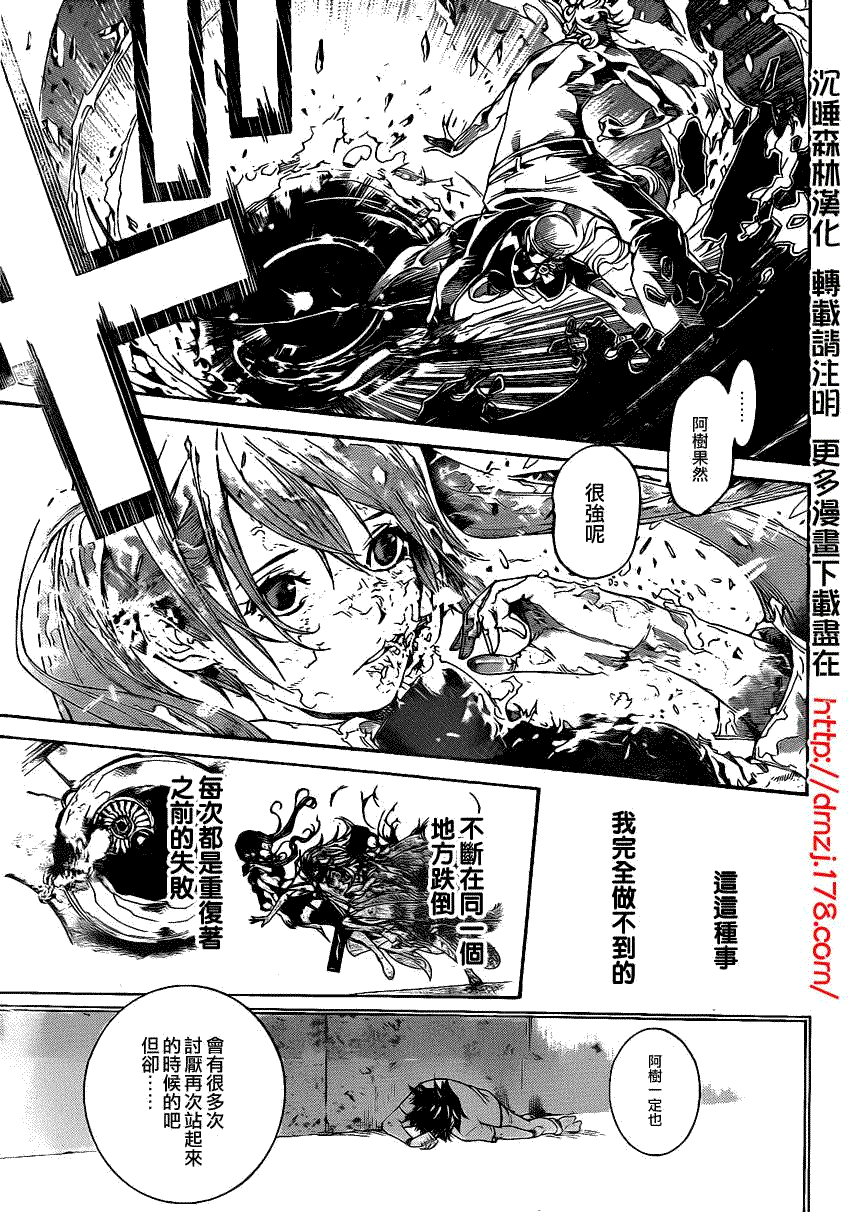 ……
阿樹果然
很強呢
這這種事
我完全做不到的
不斷在同一個
地方跌倒
每次都是重復著
之前的失敗
阿樹一定也
會有很多次
討厭再次站起來
的時候的吧
但卻……
沉睡森林漢化 轉載請注明 更多漫畫下載盡在 http://dmzj.178.com/